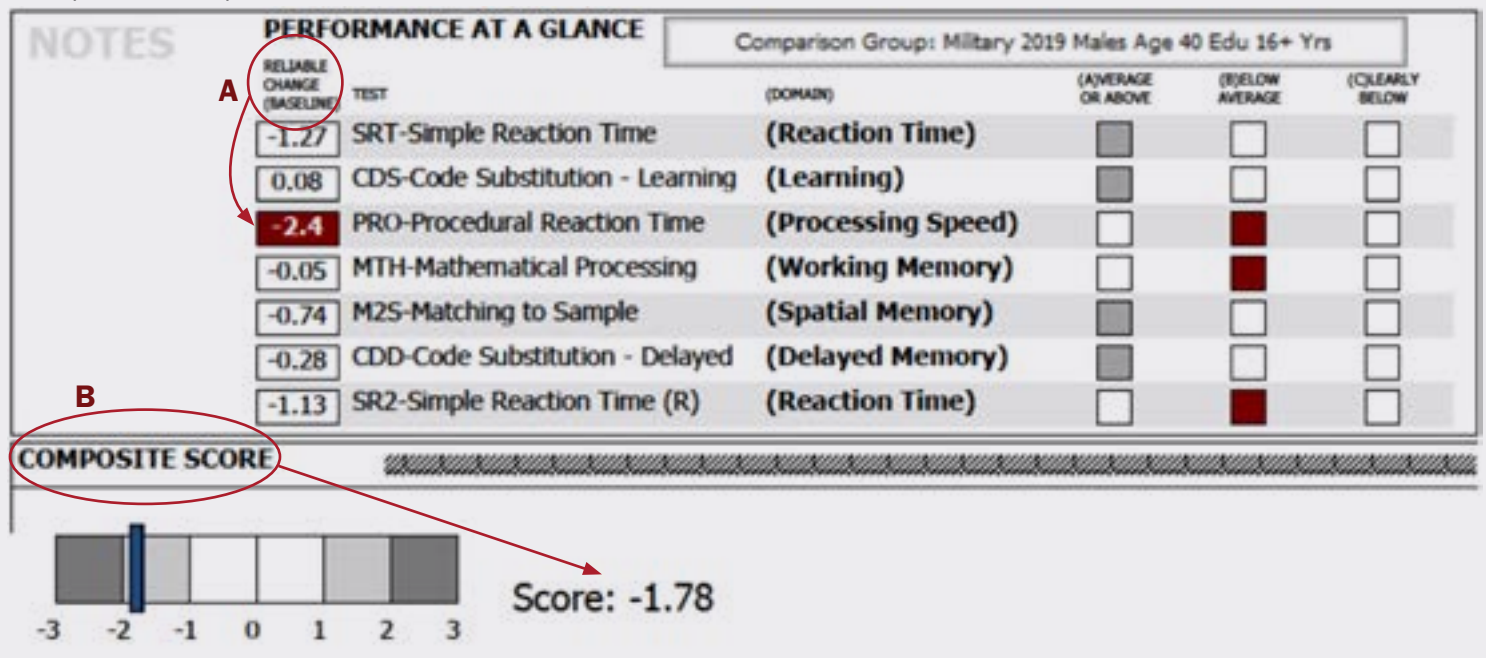 NOTES
PERFORMANCE AT A GLANCE
Comparison Group: Military 2019 Males Age 40 Edu 16+ Yrs
A
RELIABLE
CHANGE
(BASELINE)
TEST
(DOMAIN)
(A)VERAGE
OR ABOVE
(B)ELOW
AVERAGE
(C)LEARLY
BELOW
-1.27 SRT-Simple Reaction Time (Reaction Time)
0.08 CDS-Code Substitution - Learning (Learning)
-2.4 PRO-Procedural Reaction Time (Processing Speed)
-0.05 MTH-Mathematical Processing (Working Memory)
-0.74 M2S-Matching to Sample (Spatial Memory)
-0.28 CDD-Code Substitution - Delayed (Delayed Memory)
-1.13 SR2-Simple Reaction Time (R) (Reaction Time)
B
COMPOSITE SCORE
Score: -1.78
-3 -2 -1 0 1 2 3